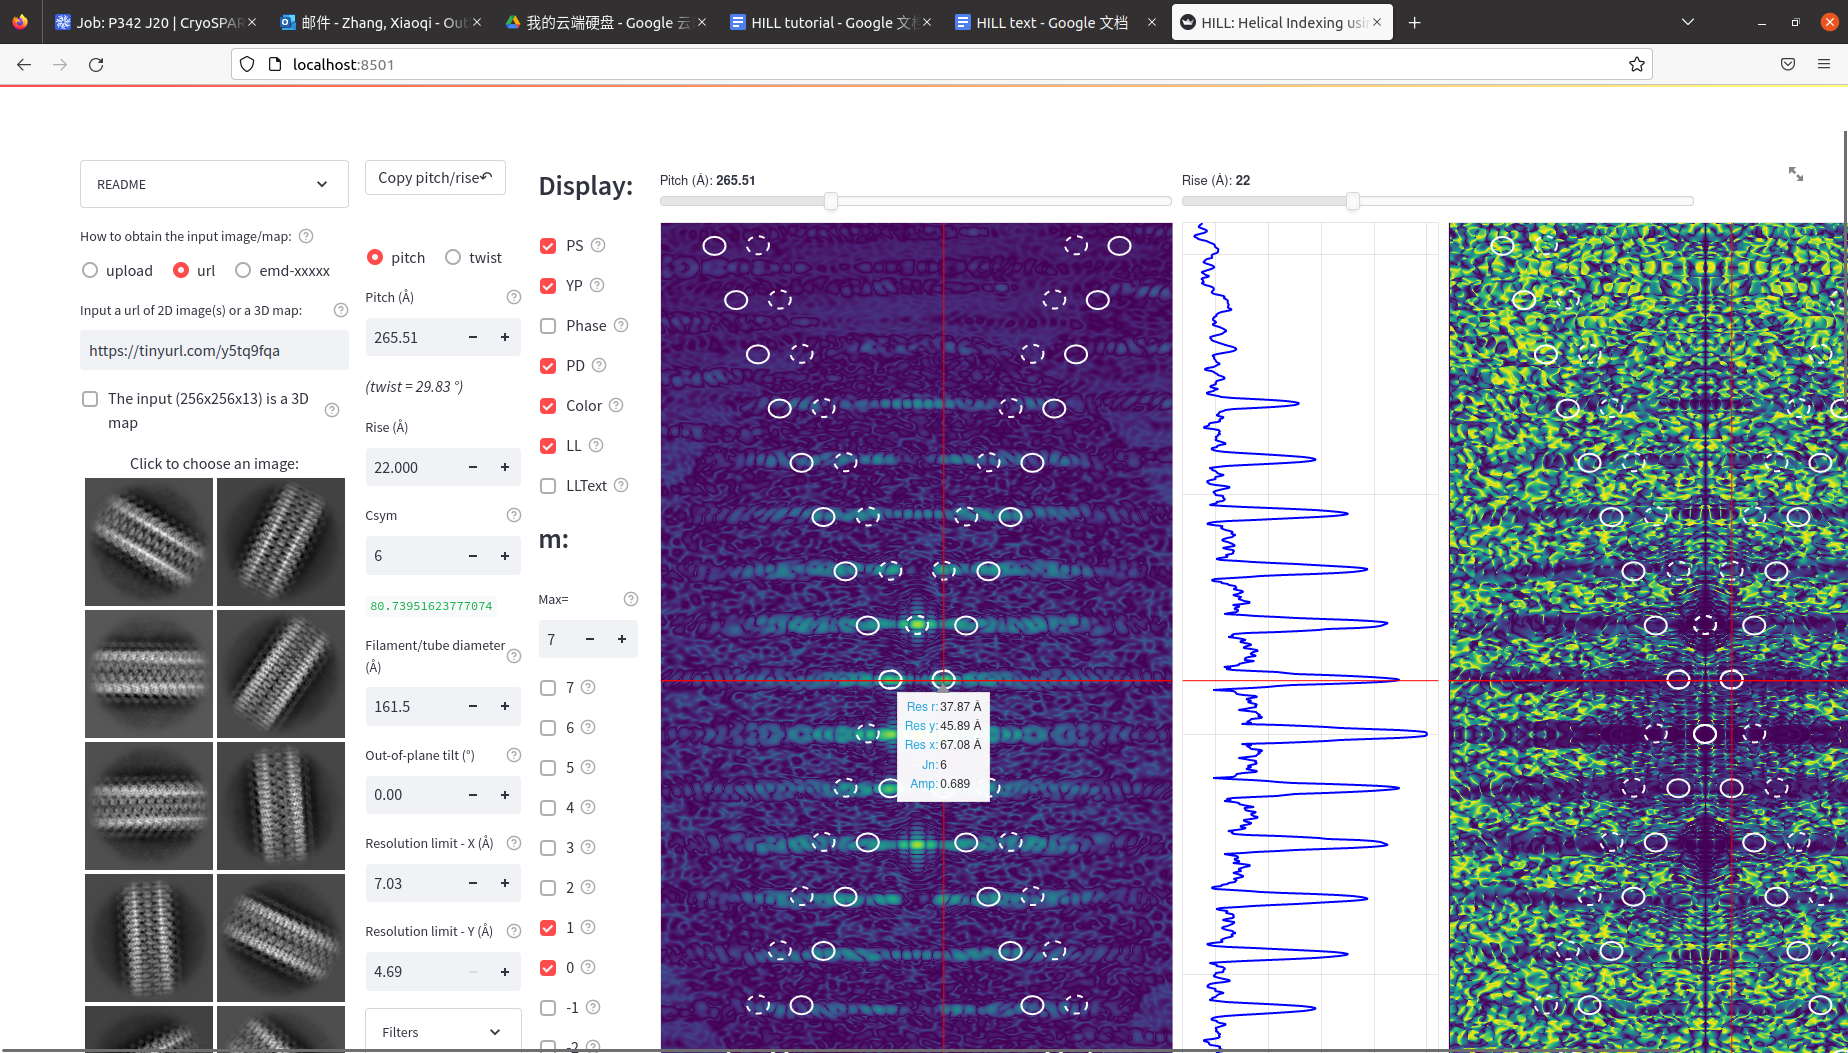 Job: P342 J20 | CryoSPAR
邮件 - Zhang, Xiaoqi - Out
我的云端硬盘 - Google 云
HILL tutorial - Google 文档
HILL text - Google 文档
HILL: Helical Indexing usin
localhost:8501
README
How to obtain the input image/map:
upload url emd-xxxxx
Input a url of 2D image(s) or a 3D map:
https://tinyurl.com/y5tq9fqa
The input (256x256x13) is a 3D
map
Click to choose an image:
Copy pitch/rise↶
pitch twist
Pitch (Å)
265.51
(twist = 29.83 °)
Rise (Å)
22.000
Csym
6
80.73951623777074
Filament/tube diameter
(Å)
161.5
Out-of-plane tilt (°)
0.00
Resolution limit - X (Å)
7.03
Resolution limit - Y (Å)
4.69
Filters
Display:
PS
YP
Phase
PD
Color
LL
LLText
m:
Max=
7
7
6
5
4
3
2
1
0
-1
-2
Pitch (Å): 265.51
Rise (Å): 22
Res r: 37.87 Å
Res y: 45.89 Å
Res x: 67.08 Å
Jn: 6
Amp: 0.689